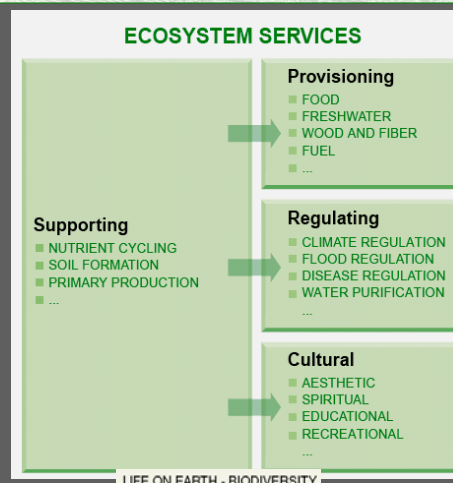 ECOSYSTEM SERVICES
Supporting
NUTRIENT CYCLING
SOIL FORMATION
PRIMARY PRODUCTION
...
Provisioning
FOOD
FRESHWATER
WOOD AND FIBER
FUEL
...
Regulating
CLIMATE REGULATION
FLOOD REGULATION
DISEASE REGULATION
WATER PURIFICATION
...
Cultural
AESTHETIC
SPIRITUAL
EDUCATIONAL
RECREATIONAL
...
LIFE ON EARTH - BIODIVERSITY